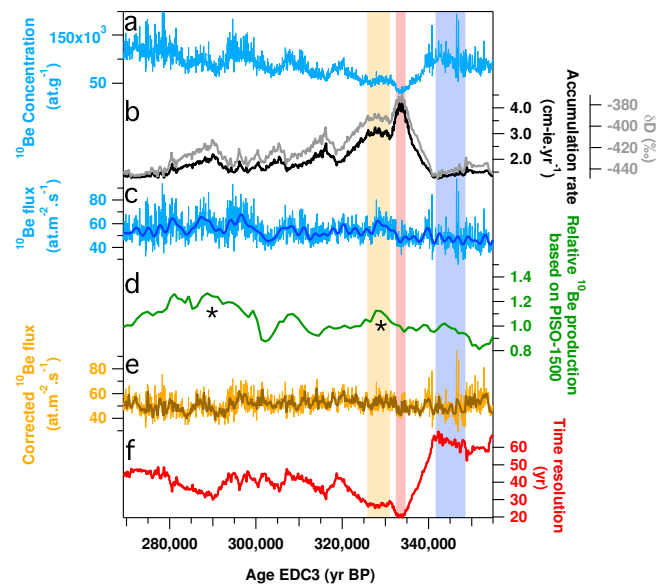 a
150x10³
50
¹⁰Be Concentration
(at.g⁻¹)
b
4.0
3.0
2.0
Accumulation rate
(cm-ie.yr⁻¹)
-380
-400
-420
-440
δD (‰)
c
80
60
40
¹⁰Be flux
(at.m⁻².s⁻¹)
d
*
*
1.4
1.2
1.0
0.8
Relative ¹⁰Be production
based on PISO-1500
e
80
60
40
Corrected ¹⁰Be flux
(at.m⁻².s⁻¹)
f
60
50
40
30
20
Time resolution
(yr)
280,000
300,000
320,000
340,000
Age EDC3 (yr BP)